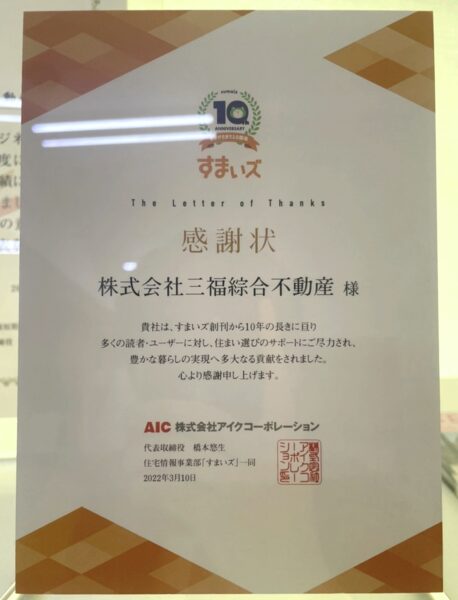 sumaiz
10
ANNIVERSARY
すまいズ
The Letter of Thanks
感謝状
株式会社三福綜合不動産 様
貴社は、すまいズ創刊から10年の長きに亘り
多くの読者・ユーザーに対し、住まい選びのサポートにご尽力され、
豊かな暮らしの実現へ多大なる貢献をされました。
心より感謝申し上げます。
AIC 株式会社アイクコーポレーション
代表取締役 橋本悠生
住宅情報事業部「すまいズ」一同
2022年3月10日